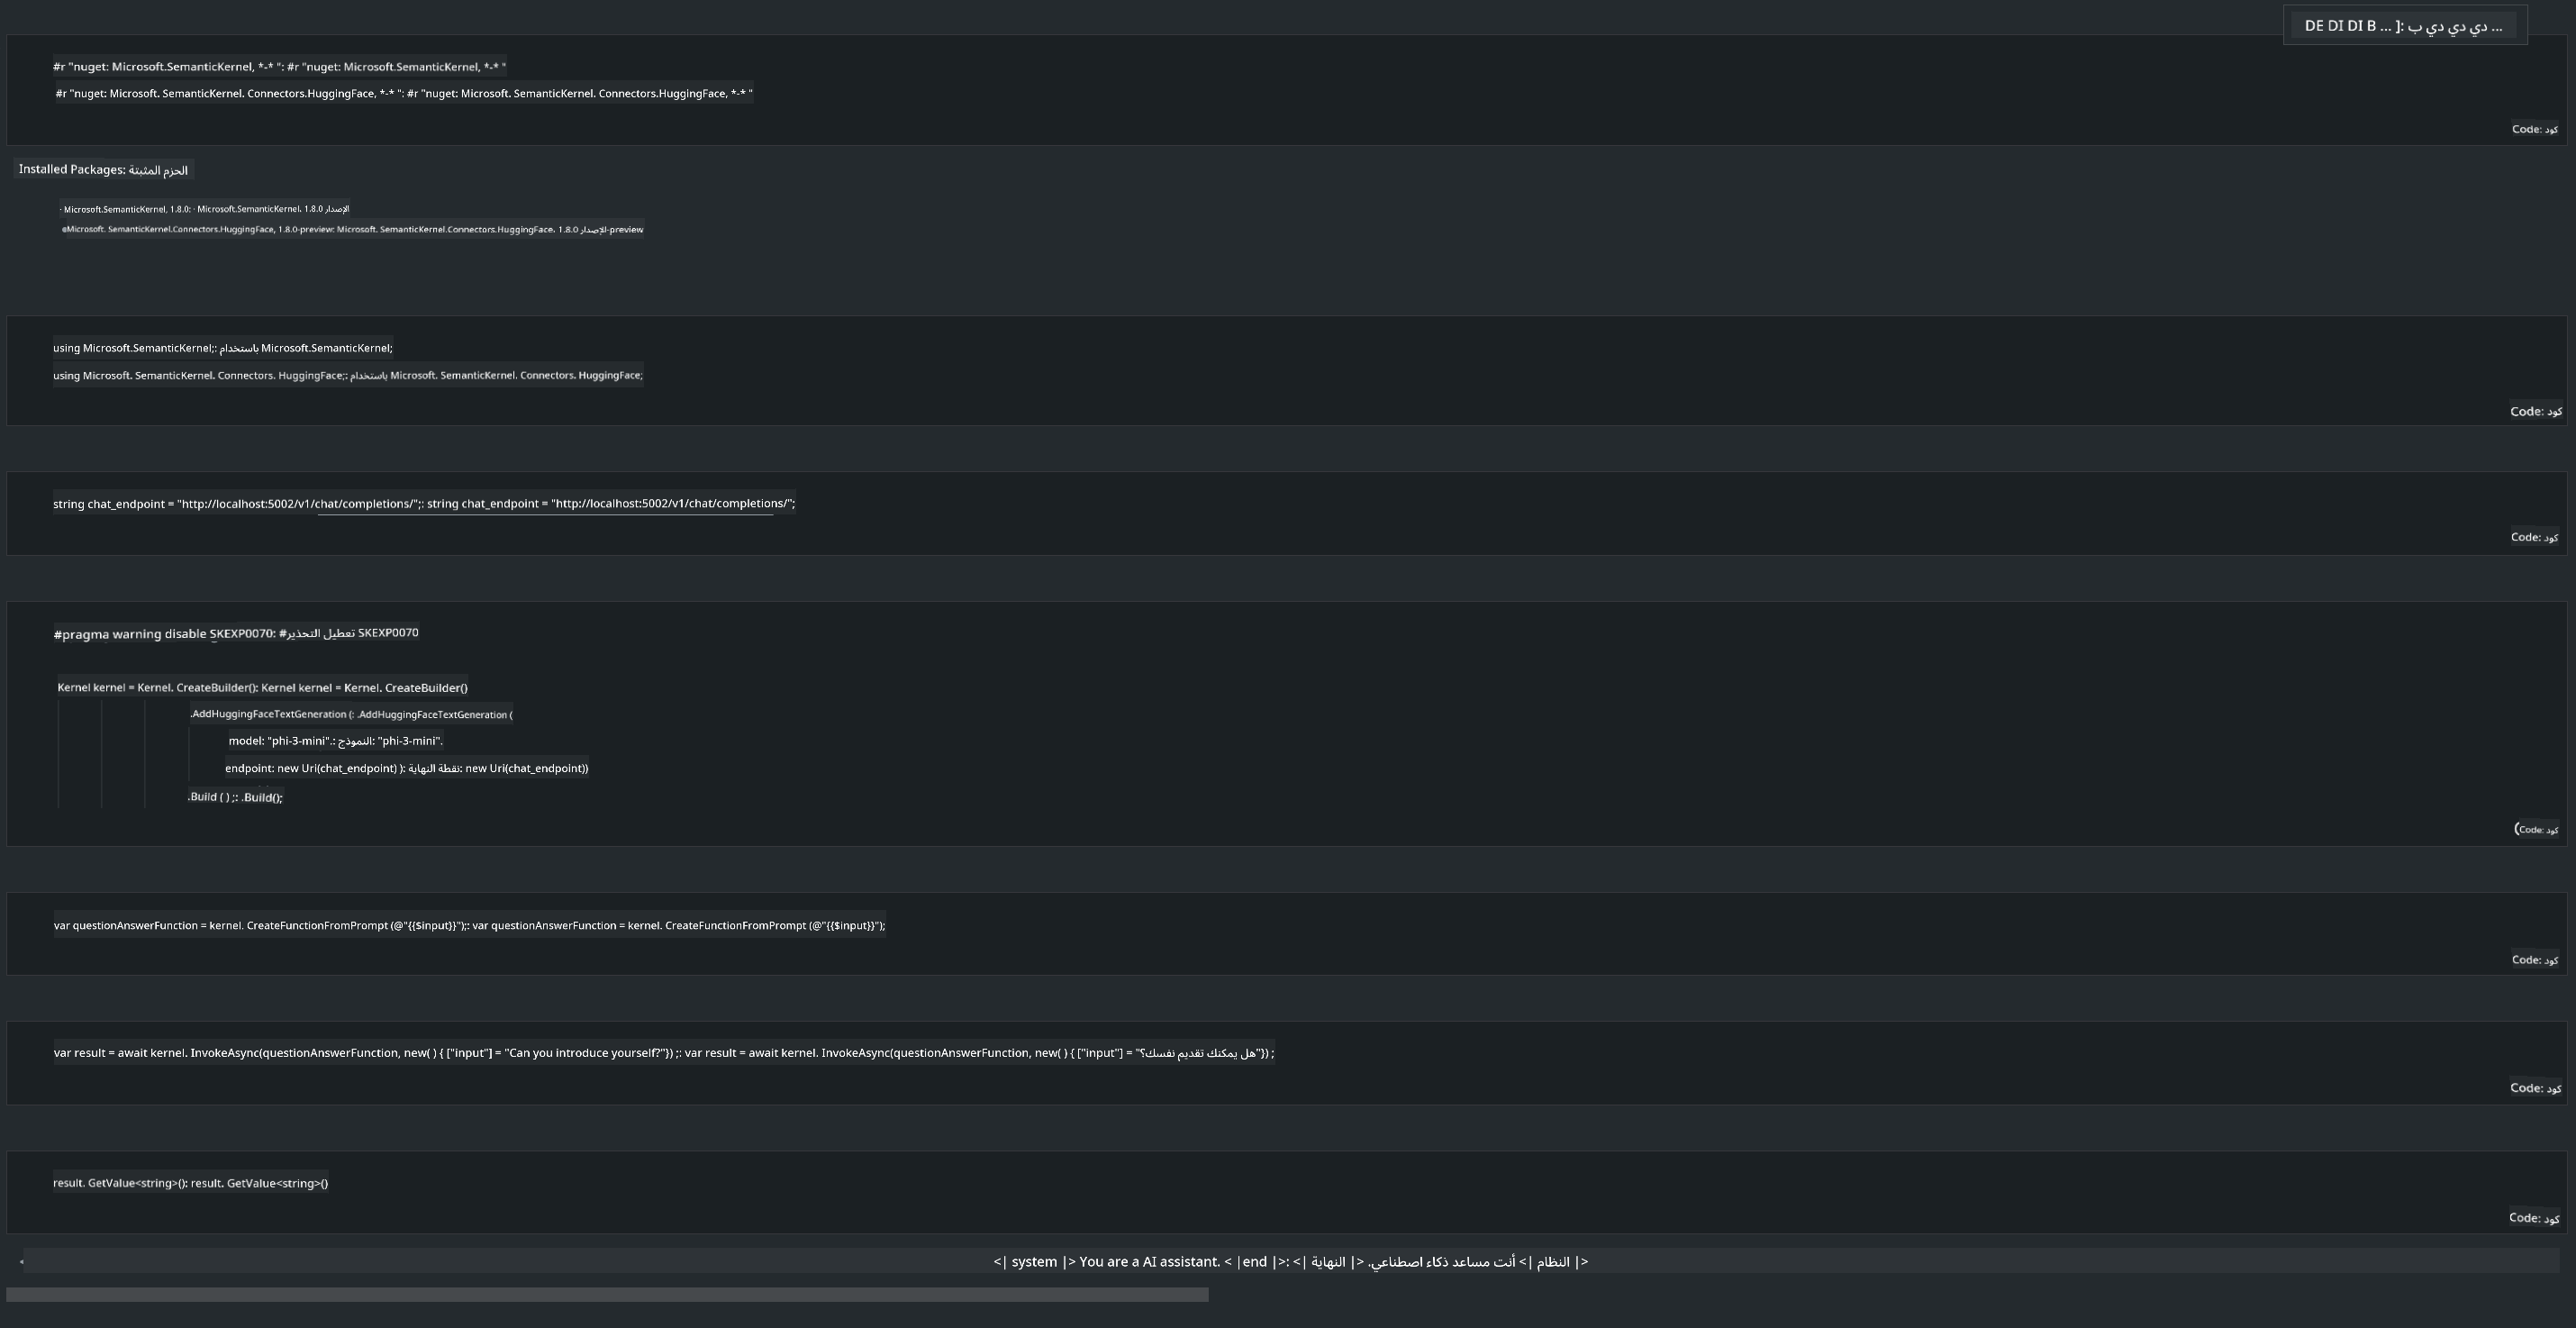 DE DI DI B ... ]: دي دي دي ب ...
#r "nuget: Microsoft.SemanticKernel, *-* ": #r "nuget: Microsoft.SemanticKernel, *-* "
#r "nuget: Microsoft. SemanticKernel. Connectors.HuggingFace, *-* ": #r "nuget: Microsoft. SemanticKernel. Connectors.HuggingFace, *-* "
Code: كود
Installed Packages: الحزم المثبتة
· Microsoft.SemanticKernel, 1.8.0: · Microsoft.SemanticKernel، الإصدار 1.8.0
Microsoft. SemanticKernel.Connectors.HuggingFace, 1.8.0-preview: Microsoft. SemanticKernel.Connectors.HuggingFace، الإصدار 1.8.0-preview
using Microsoft.SemanticKernel;: باستخدام Microsoft.SemanticKernel;
using Microsoft. SemanticKernel. Connectors. HuggingFace;: باستخدام Microsoft. SemanticKernel. Connectors. HuggingFace;
Code: كود
string chat_endpoint = "http://localhost:5002/v1/chat/completions/";: string chat_endpoint = "http://localhost:5002/v1/chat/completions/";
Code: كود
#pragma warning disable SKEXP0070: #تعطيل التحذير SKEXP0070
Kernel kernel = Kernel. CreateBuilder(): Kernel kernel = Kernel. CreateBuilder()
.AddHuggingFaceTextGeneration (: .AddHuggingFaceTextGeneration (
model: "phi-3-mini".: النموذج: "phi-3-mini".
endpoint: new Uri(chat_endpoint) ): نقطة النهاية: new Uri(chat_endpoint))
.Build ( ) ;: .Build();
(Code: كود
var questionAnswerFunction = kernel. CreateFunctionFromPrompt (@"{{$input}}");: var questionAnswerFunction = kernel. CreateFunctionFromPrompt (@"{{$input}}");
Code: كود
var result = await kernel. InvokeAsync(questionAnswerFunction, new( ) { ["input"] = "Can you introduce yourself?"}) ;: var result = await kernel. InvokeAsync(questionAnswerFunction, new( ) { ["input"] = "هل يمكنك تقديم نفسك؟"}) ;
Code: كود
result. GetValue<string>(): result. GetValue<string>()
Code: كود
<| system |> You are a AI assistant. < |end |>: <| النظام |> أنت مساعد ذكاء اصطناعي. <| النهاية |>